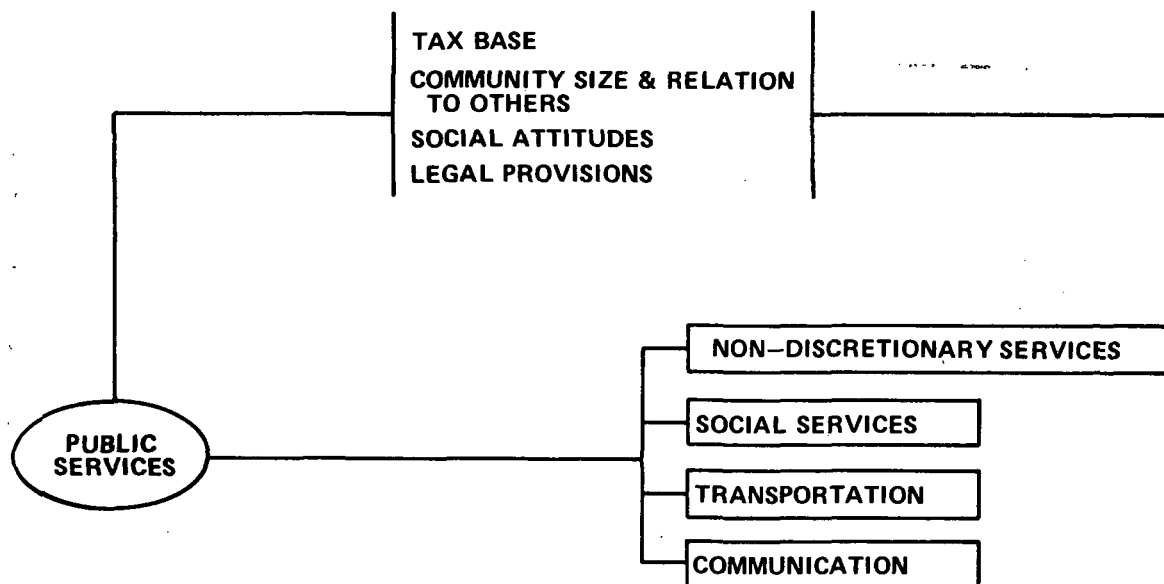 TAX BASE
COMMUNITY SIZE & RELATION
TO OTHERS
SOCIAL ATTITUDES
LEGAL PROVISIONS
NON–DISCRETIONARY SERVICES
PUBLIC
SERVICES
SOCIAL SERVICES
TRANSPORTATION
COMMUNICATION